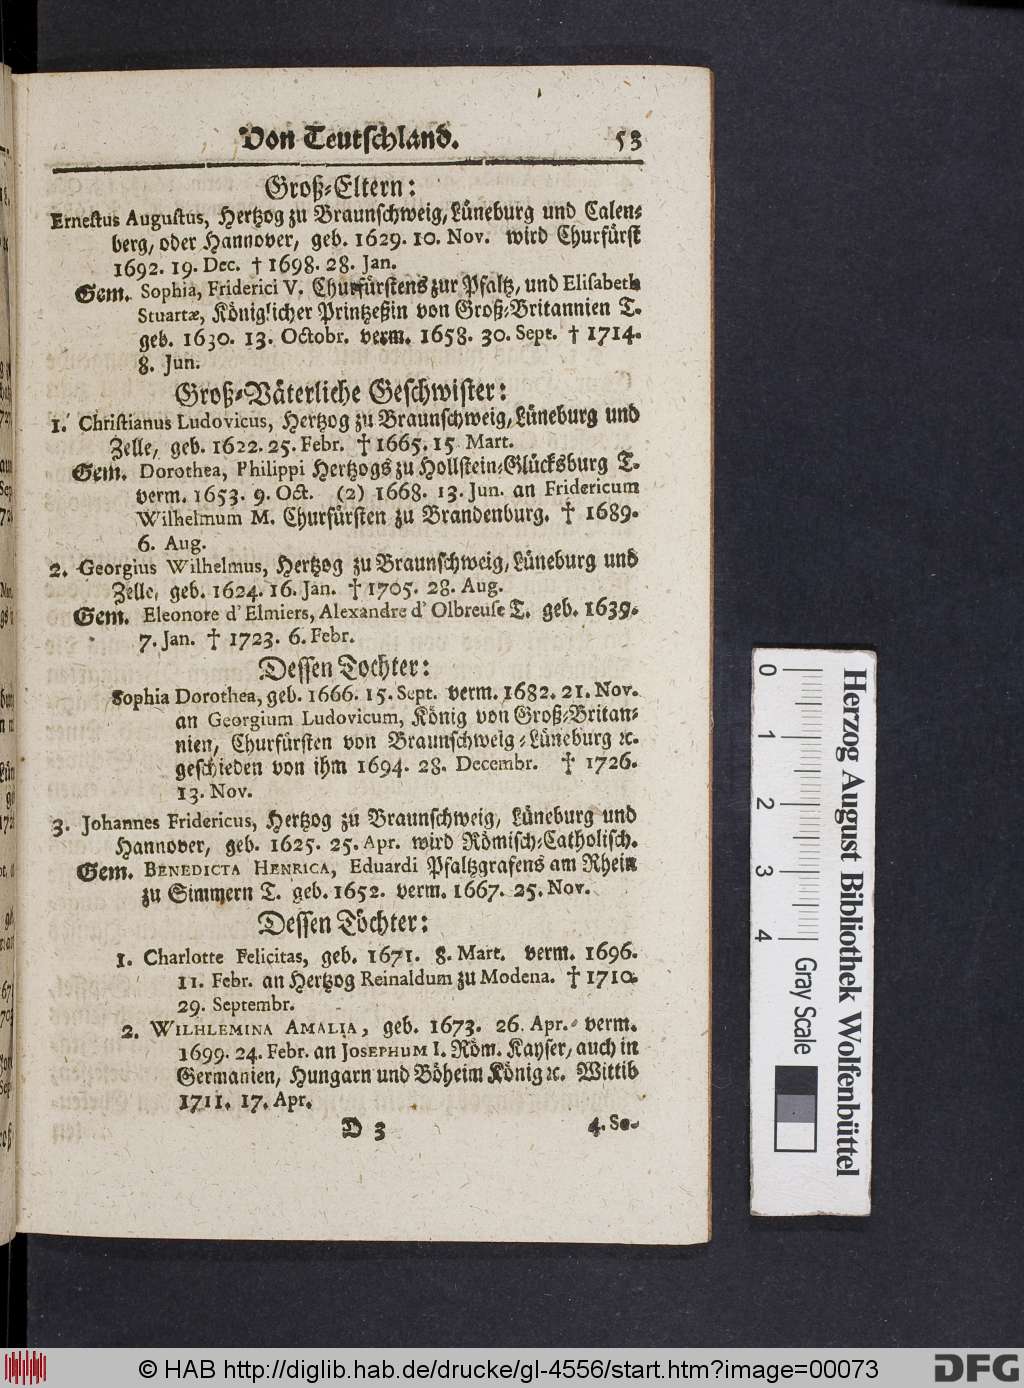 Von Teutschland. 53
Groß-Eltern:
Ernestus Augustus, Hertzog zu Braunschweig, Lüneburg und Calen-
berg, oder Hannover, geb. 1629. 10. Nov. wird Churfürst
1692. 19. Dec. † 1698. 28. Jan.
Gem. Sophia, Friderici V. Churfürstens zur Pfaltz, und Elisabeth
Stuartæ, Königlicher Printzeßin von Groß-Britannien T.
geb. 1630. 13. Octobr. verm. 1658. 30. Sept. † 1714.
8. Jun.
Groß-Väterliche Geschwister:
1. Christianus Ludovicus, Hertzog zu Braunschweig, Lüneburg und
Zelle, geb. 1622. 25. Febr. † 1665. 15 Mart.
Gem. Dorothea, Philippi Hertzogs zu Hollstein-Glücksburg T.
verm. 1653. 9. Oct. (2) 1668. 13. Jun. an Fridericum
Wilhelmum M. Churfürsten zu Brandenburg. † 1689.
6. Aug.
2. Georgius Wilhelmus, Hertzog zu Braunschweig, Lüneburg und
Zelle, geb. 1624. 16. Jan. † 1705. 28. Aug.
Gem. Eleonore d' Elmiers, Alexandre d' Olbreuse T. geb. 1639.
7. Jan. † 1723. 6. Febr.
Dessen Tochter:
Sophia Dorothea, geb. 1666. 15. Sept. verm. 1682. 21. Nov.
an Georgium Ludovicum, König von Groß-Britan-
nien, Churfürsten von Braunschweig-Lüneburg ꝛc.
geschieden von ihm 1694. 28. Decembr. † 1726.
13. Nov.
3. Johannes Fridericus, Hertzog zu Braunschweig, Lüneburg und
Hannover, geb. 1625. 25. Apr. wird Römisch-Catholisch.
Gem. Benedicta Henrica, Eduardi Pfaltzgrafens am Rhein
zu Simmern T. geb. 1652. verm. 1667. 25. Nov.
Dessen Töchter:
1. Charlotte Felicitas, geb. 1671. 8. Mart. verm. 1696.
11. Febr. an Hertzog Reinaldum zu Modena. † 1710.
29. Septembr.
2. Wilhlemina Amalia, geb. 1673. 26. Apr. verm.
1699. 24. Febr. an Josephum I. Röm. Kayser, auch in
Germanien, Hungarn und Böheim König ꝛc. Wittib
1711. 17. Apr.
D 3 4. So-
0 1 2 3 4 Gray Scale
Herzog August Bibliothek Wolfenbüttel
© HAB http://diglib.hab.de/drucke/gl-4556/start.htm?image=00073
DFG